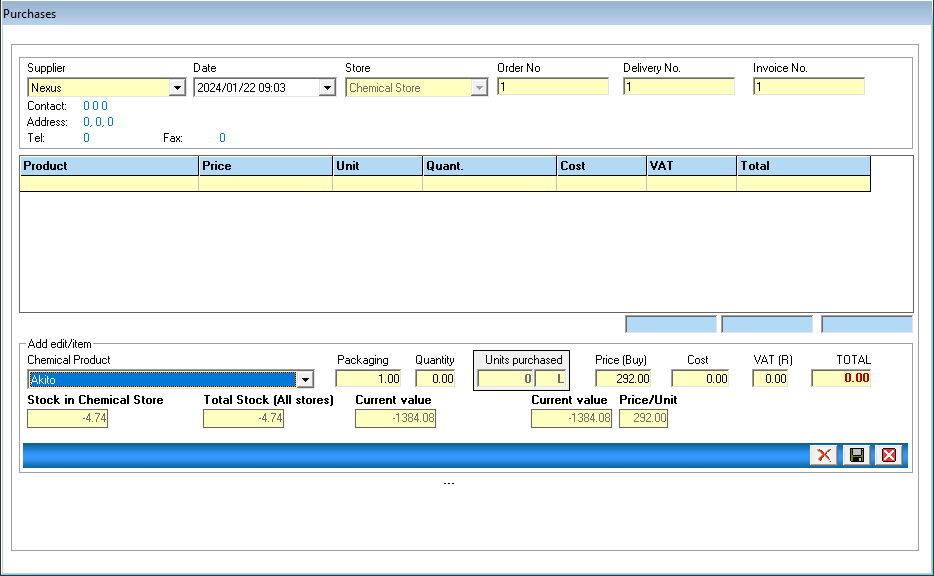 Purchases
Supplier Date Store Order No Delivery No. Invoice No.
Nexus 2024/01/22 09:03 Chemical Store 1 1 1
Contact: 0 0 0
Address: 0, 0, 0
Tel: 0 Fax: 0
Product Price Unit Quant. Cost VAT Total
Add edit/item
Chemical Product Packaging Quantity Units purchased Price (Buy) Cost VAT (R) TOTAL
Akito 1.00 0.00 0 L 292.00 0.00 0.00 0.00
Stock in Chemical Store Total Stock (All stores) Current value Current value Price/Unit
-4.74 -4.74 -1384.08 -1384.08 292.00
...